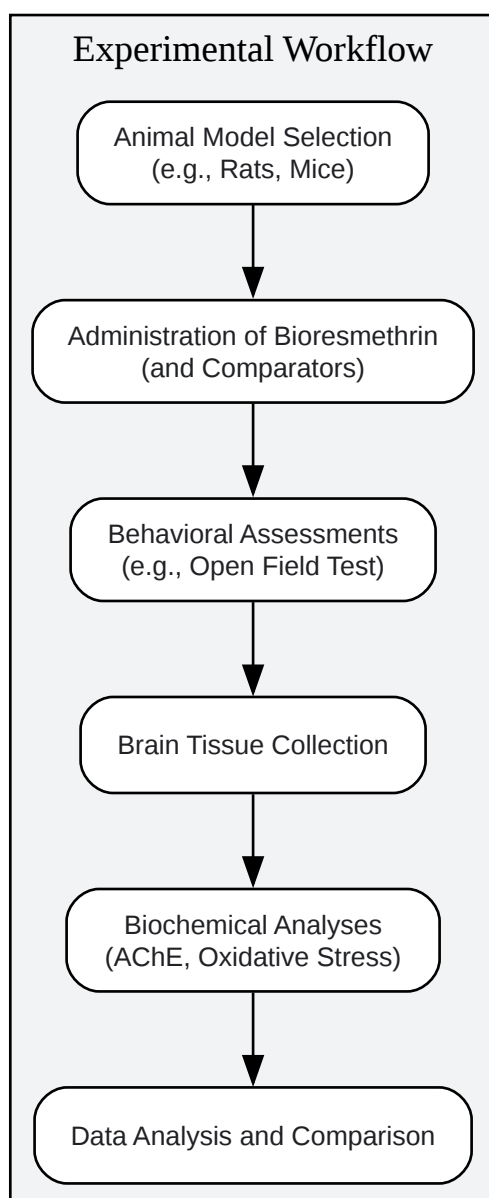 Experimental Workflow
Animal Model Selection
(e.g., Rats, Mice)
Administration of Bioresmethrin
(and Comparators)
Behavioral Assessments
(e.g., Open Field Test)
Brain Tissue Collection
Biochemical Analyses
(AChE, Oxidative Stress)
Data Analysis and Comparison